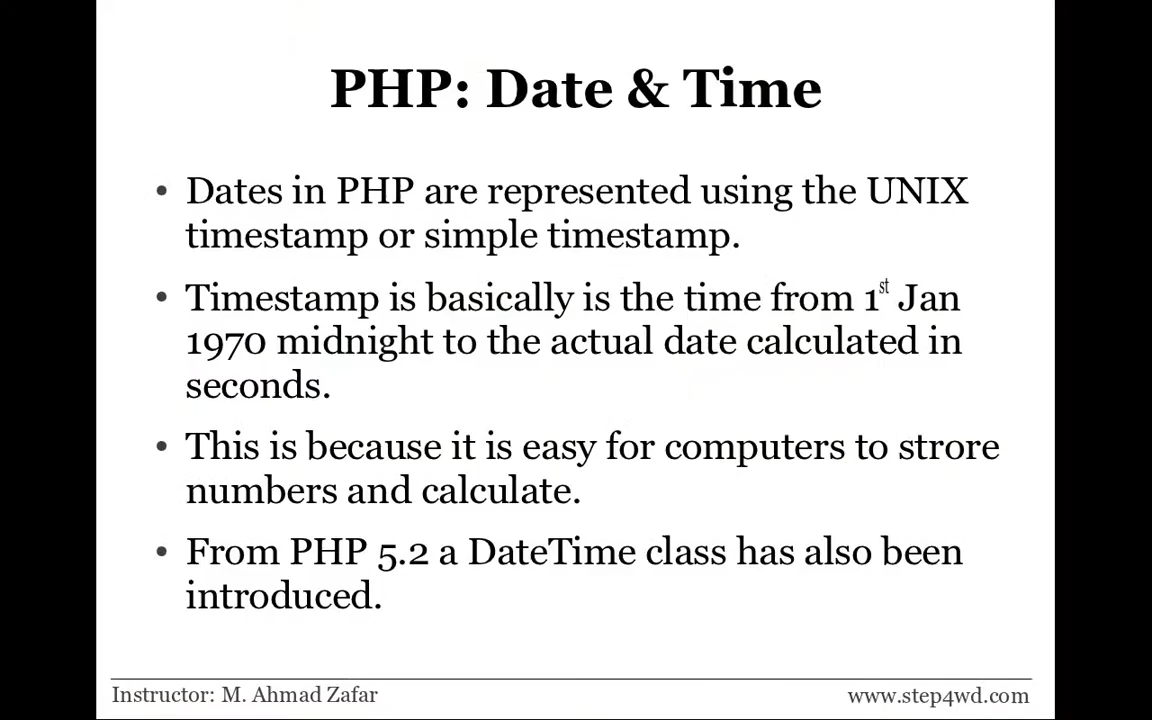 PHP: Date & Time
• Dates in PHP are represented using the UNIX
timestamp or simple timestamp.
• Timestamp is basically is the time from 1st Jan
1970 midnight to the actual date calculated in
seconds.
• This is because it is easy for computers to strore
numbers and calculate.
• From PHP 5.2 a DateTime class has also been
introduced.
Instructor: M. Ahmad Zafar
www.step4wd.com